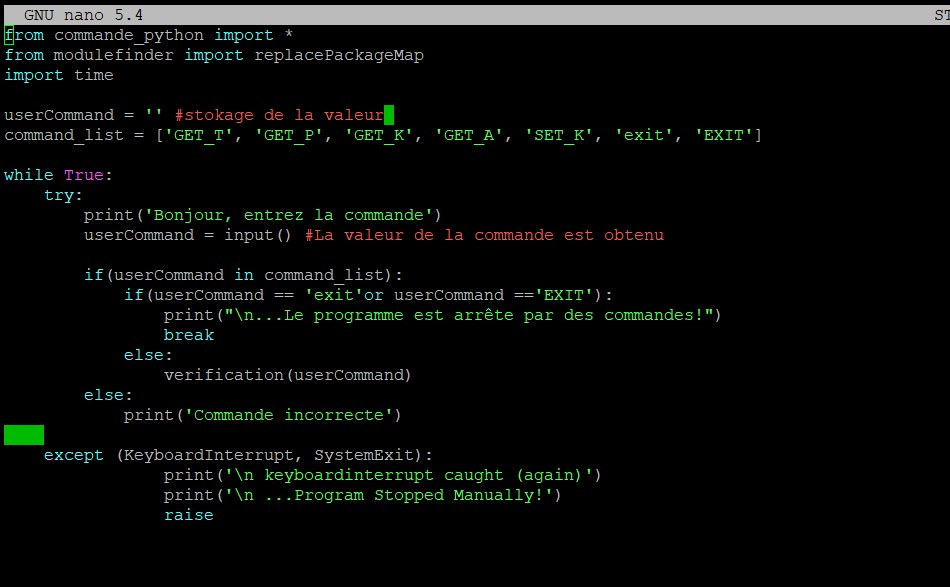 GNU nano 5.4 ST
from commande_python import *
from modulefinder import replacePackageMap
import time
userCommand = '' #stokage de la valeur
command_list = ['GET_T', 'GET_P', 'GET_K', 'GET_A', 'SET_K', 'exit', 'EXIT']
while True:
    try:
        print('Bonjour, entrez la commande')
        userCommand = input() #La valeur de la commande est obtenu
        if(userCommand in command_list):
            if(userCommand == 'exit'or userCommand =='EXIT'):
                print("\n...Le programme est arrête par des commandes!")
                break
            else:
                verification(userCommand)
        else:
            print('Commande incorrecte')
    except (KeyboardInterrupt, SystemExit):
                print('\n keyboardinterrupt caught (again)')
                print('\n ...Program Stopped Manually!')
                raise